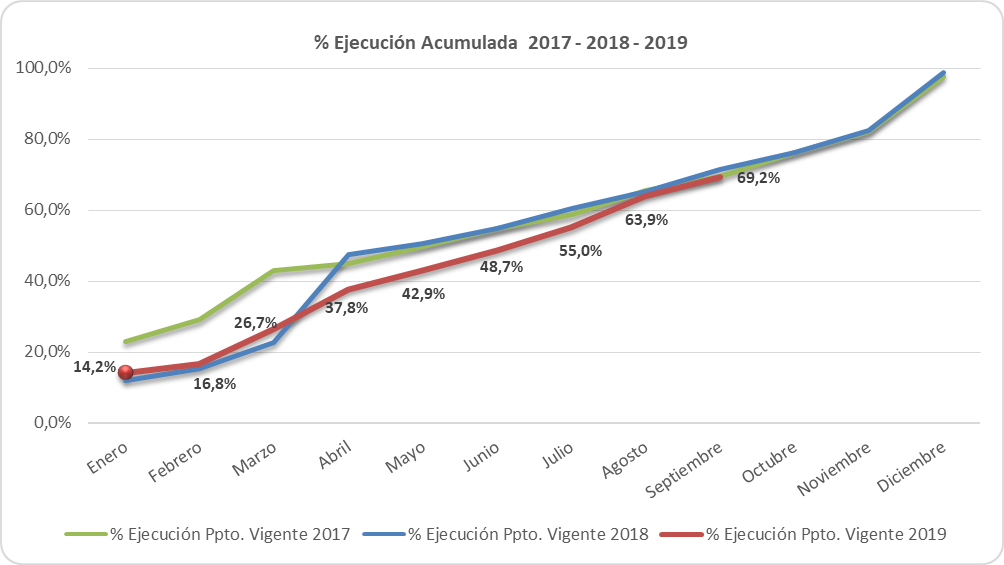 % Ejecución Acumulada 2017 - 2018 - 2019
100,0%
80,0%
60,0%
40,0%
20,0%
0,0%
14,2%
16,8%
26,7%
37,8%
42,9%
48,7%
55,0%
63,9%
69,2%
Enero
Febrero
Marzo
Abril
Mayo
Junio
Julio
Agosto
Septiembre
Octubre
Noviembre
Diciembre
% Ejecución Ppto. Vigente 2017
% Ejecución Ppto. Vigente 2018
% Ejecución Ppto. Vigente 2019